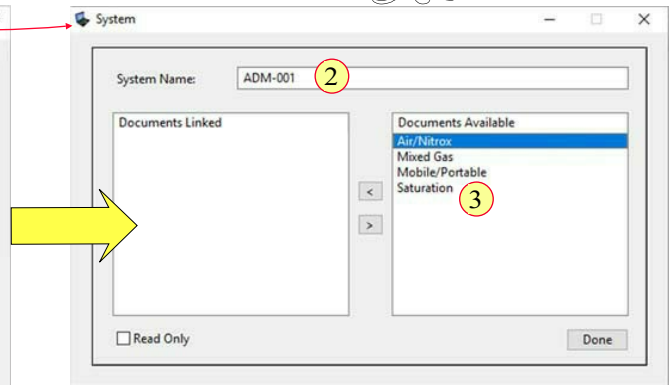 System
System Name:
ADM-001
2
Documents Linked
Documents Available
Air/Nitrox
Mixed Gas
Mobile/Portable
Saturation
3
<
>
Read Only
Done